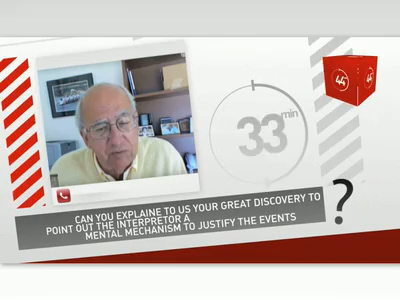 44
44
33 min
CAN YOU EXPLAINE TO US YOUR GREAT DISCOVERY TO
POINT OUT THE INTERPRETOR A
MENTAL MECHANISM TO JUSTIFY THE EVENTS
?